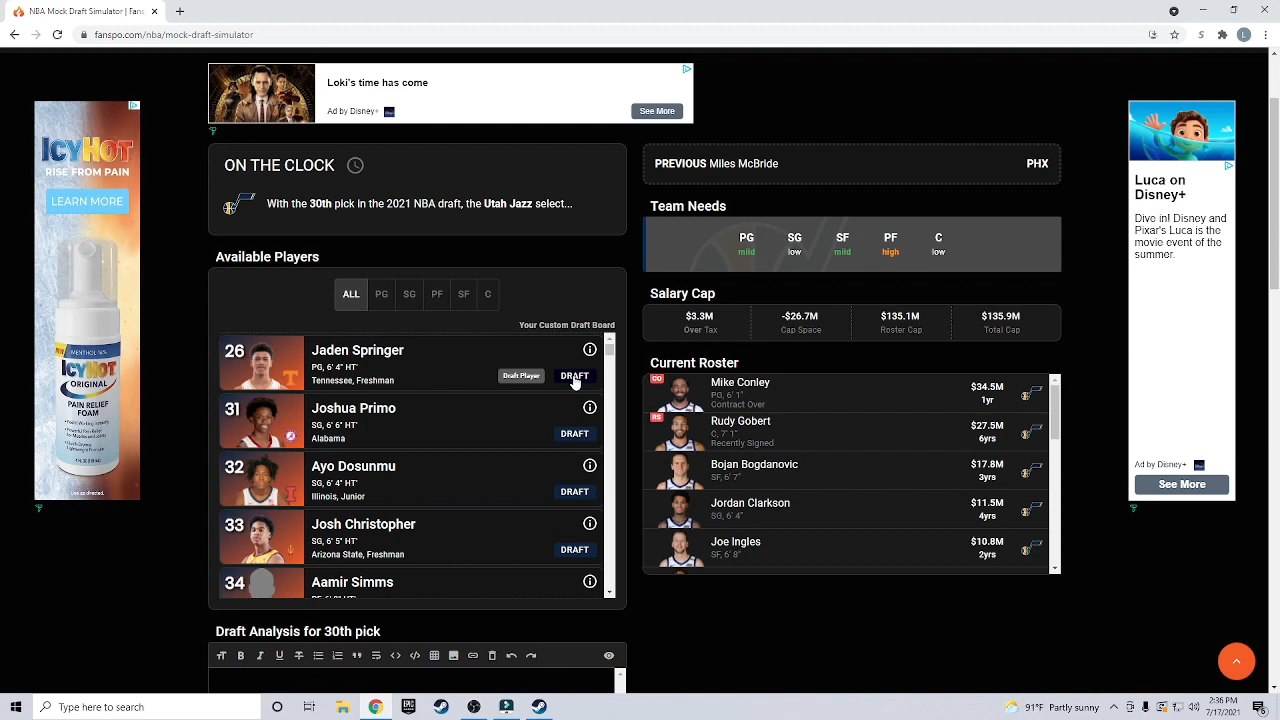 NBA Mock Draft Simulator | Fans
fanspo.com/nba/mock-draft-simulator
L
Loki's time has come
Ad by Disney+
See More
ICYHOT
RISE FROM PAIN
LEARN MORE
NEW
MENTHOL 16%
ICYHOT
ORIGINAL
PAIN RELIEF
FOAM
Use as directed.
ON THE CLOCK
With the 30th pick in the 2021 NBA draft, the Utah Jazz select...
PREVIOUS Miles McBride
PHX
Team Needs
PG SG SF PF C
mild low mild high low
Available Players
ALL PG SG PF SF C
Your Custom Draft Board
26
Jaden Springer
PG, 6' 4" HT'
Tennessee, Freshman
Draft Player
DRAFT
31
Joshua Primo
SG, 6' 6" HT'
Alabama
DRAFT
32
Ayo Dosunmu
SG, 6' 4" HT'
Illinois, Junior
DRAFT
33
Josh Christopher
SG, 6' 5" HT'
Arizona State, Freshman
DRAFT
34
Aamir Simms
Salary Cap
$3.3M -$26.7M $135.1M $135.9M
Over Tax Cap Space Roster Cap Total Cap
Current Roster
CO
Mike Conley
PG, 6' 1"
Contract Over
$34.5M
1yr
RS
Rudy Gobert
C, 7' 1"
Recently Signed
$27.5M
6yrs
Bojan Bogdanovic
SF, 6' 7"
$17.8M
3yrs
Jordan Clarkson
SG, 6' 4"
$11.5M
4yrs
Joe Ingles
SF, 6' 8"
$10.8M
2yrs
Draft Analysis for 30th pick
Luca on
Disney+
Dive in! Disney and
Pixar's Luca is the
movie event of the
summer.
Ad by Disney+
See More
Type here to search
91°F Partly sunny
2:36 PM
7/17/2021